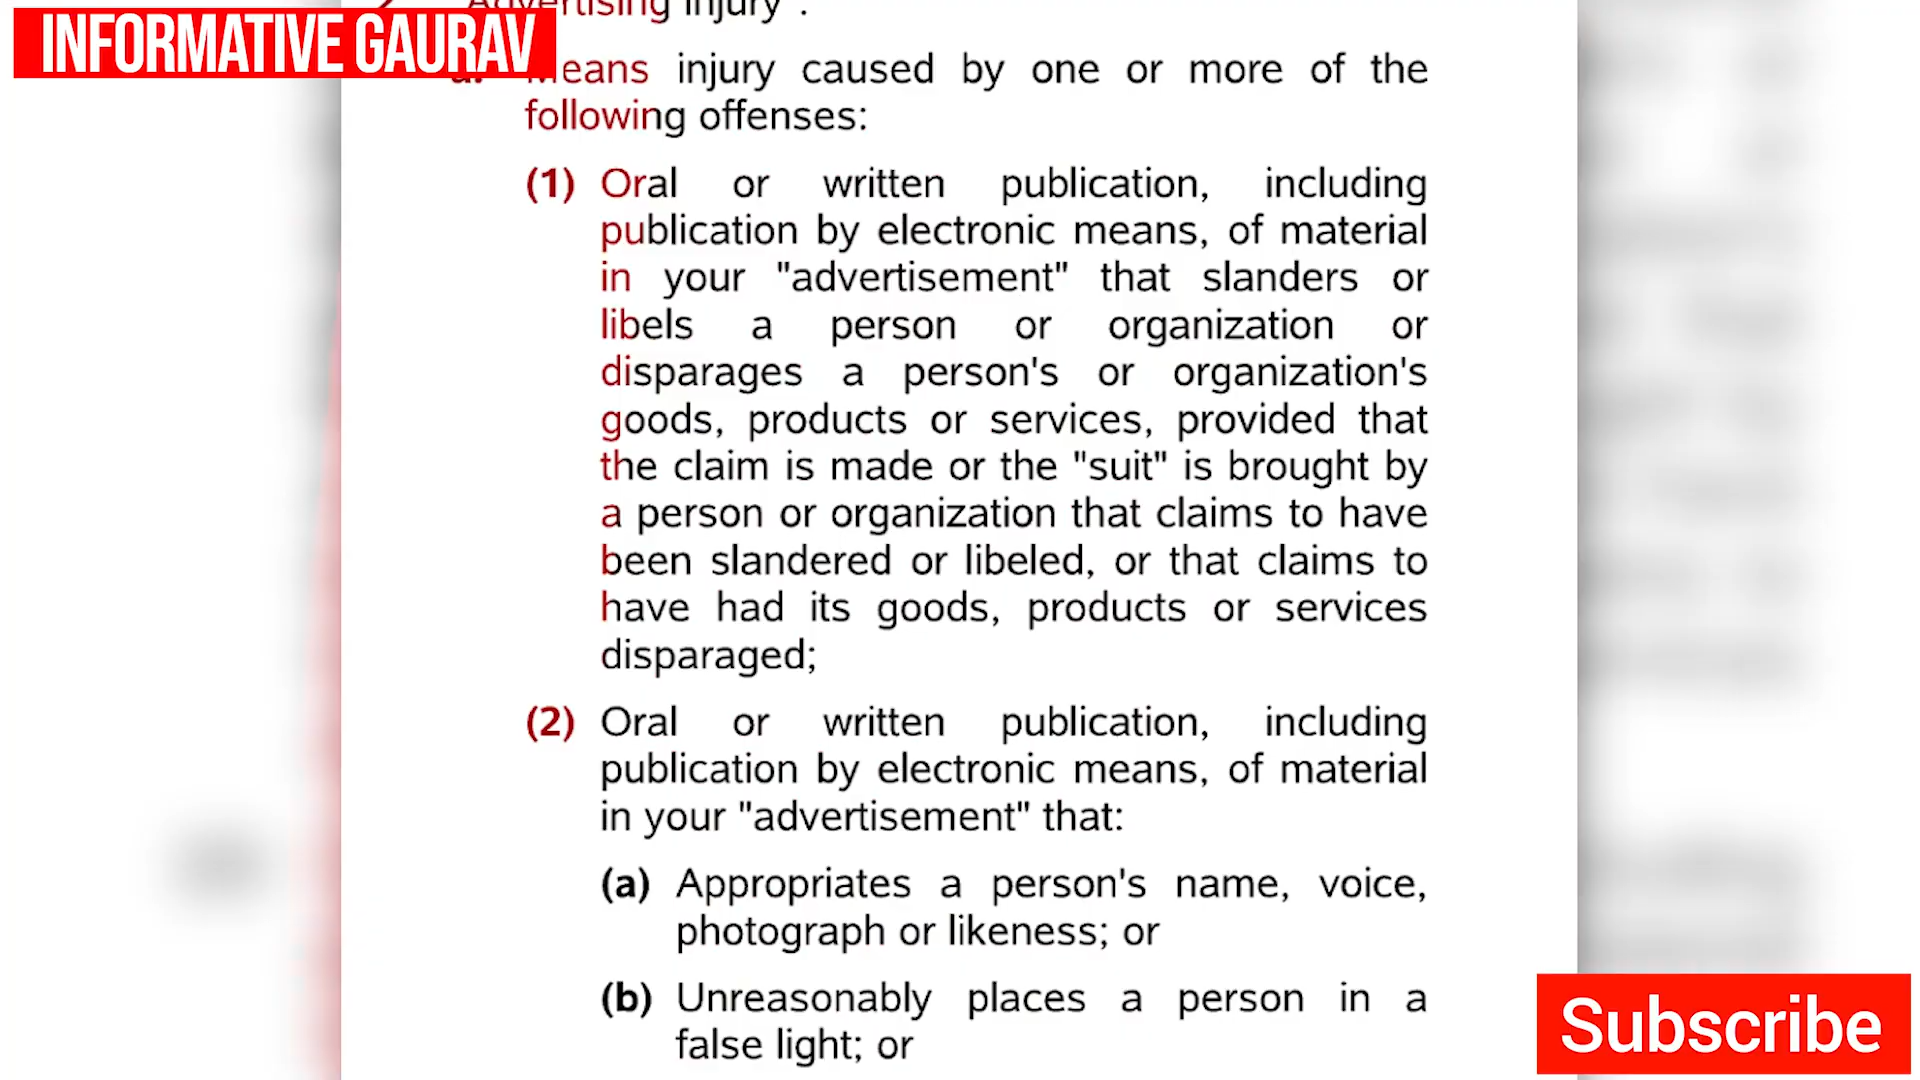 INFORMATIVE GAURAV
Advertising injury".
a. Means injury caused by one or more of the
following offenses:
(1) Oral or written publication, including
publication by electronic means, of material
in your "advertisement" that slanders or
libels a person or organization or
disparages a person's or organization's
goods, products or services, provided that
the claim is made or the "suit" is brought by
a person or organization that claims to have
been slandered or libeled, or that claims to
have had its goods, products or services
disparaged;
(2) Oral or written publication, including
publication by electronic means, of material
in your "advertisement" that:
(a) Appropriates a person's name, voice,
photograph or likeness; or
(b) Unreasonably places a person in a
false light; or
Subscribe